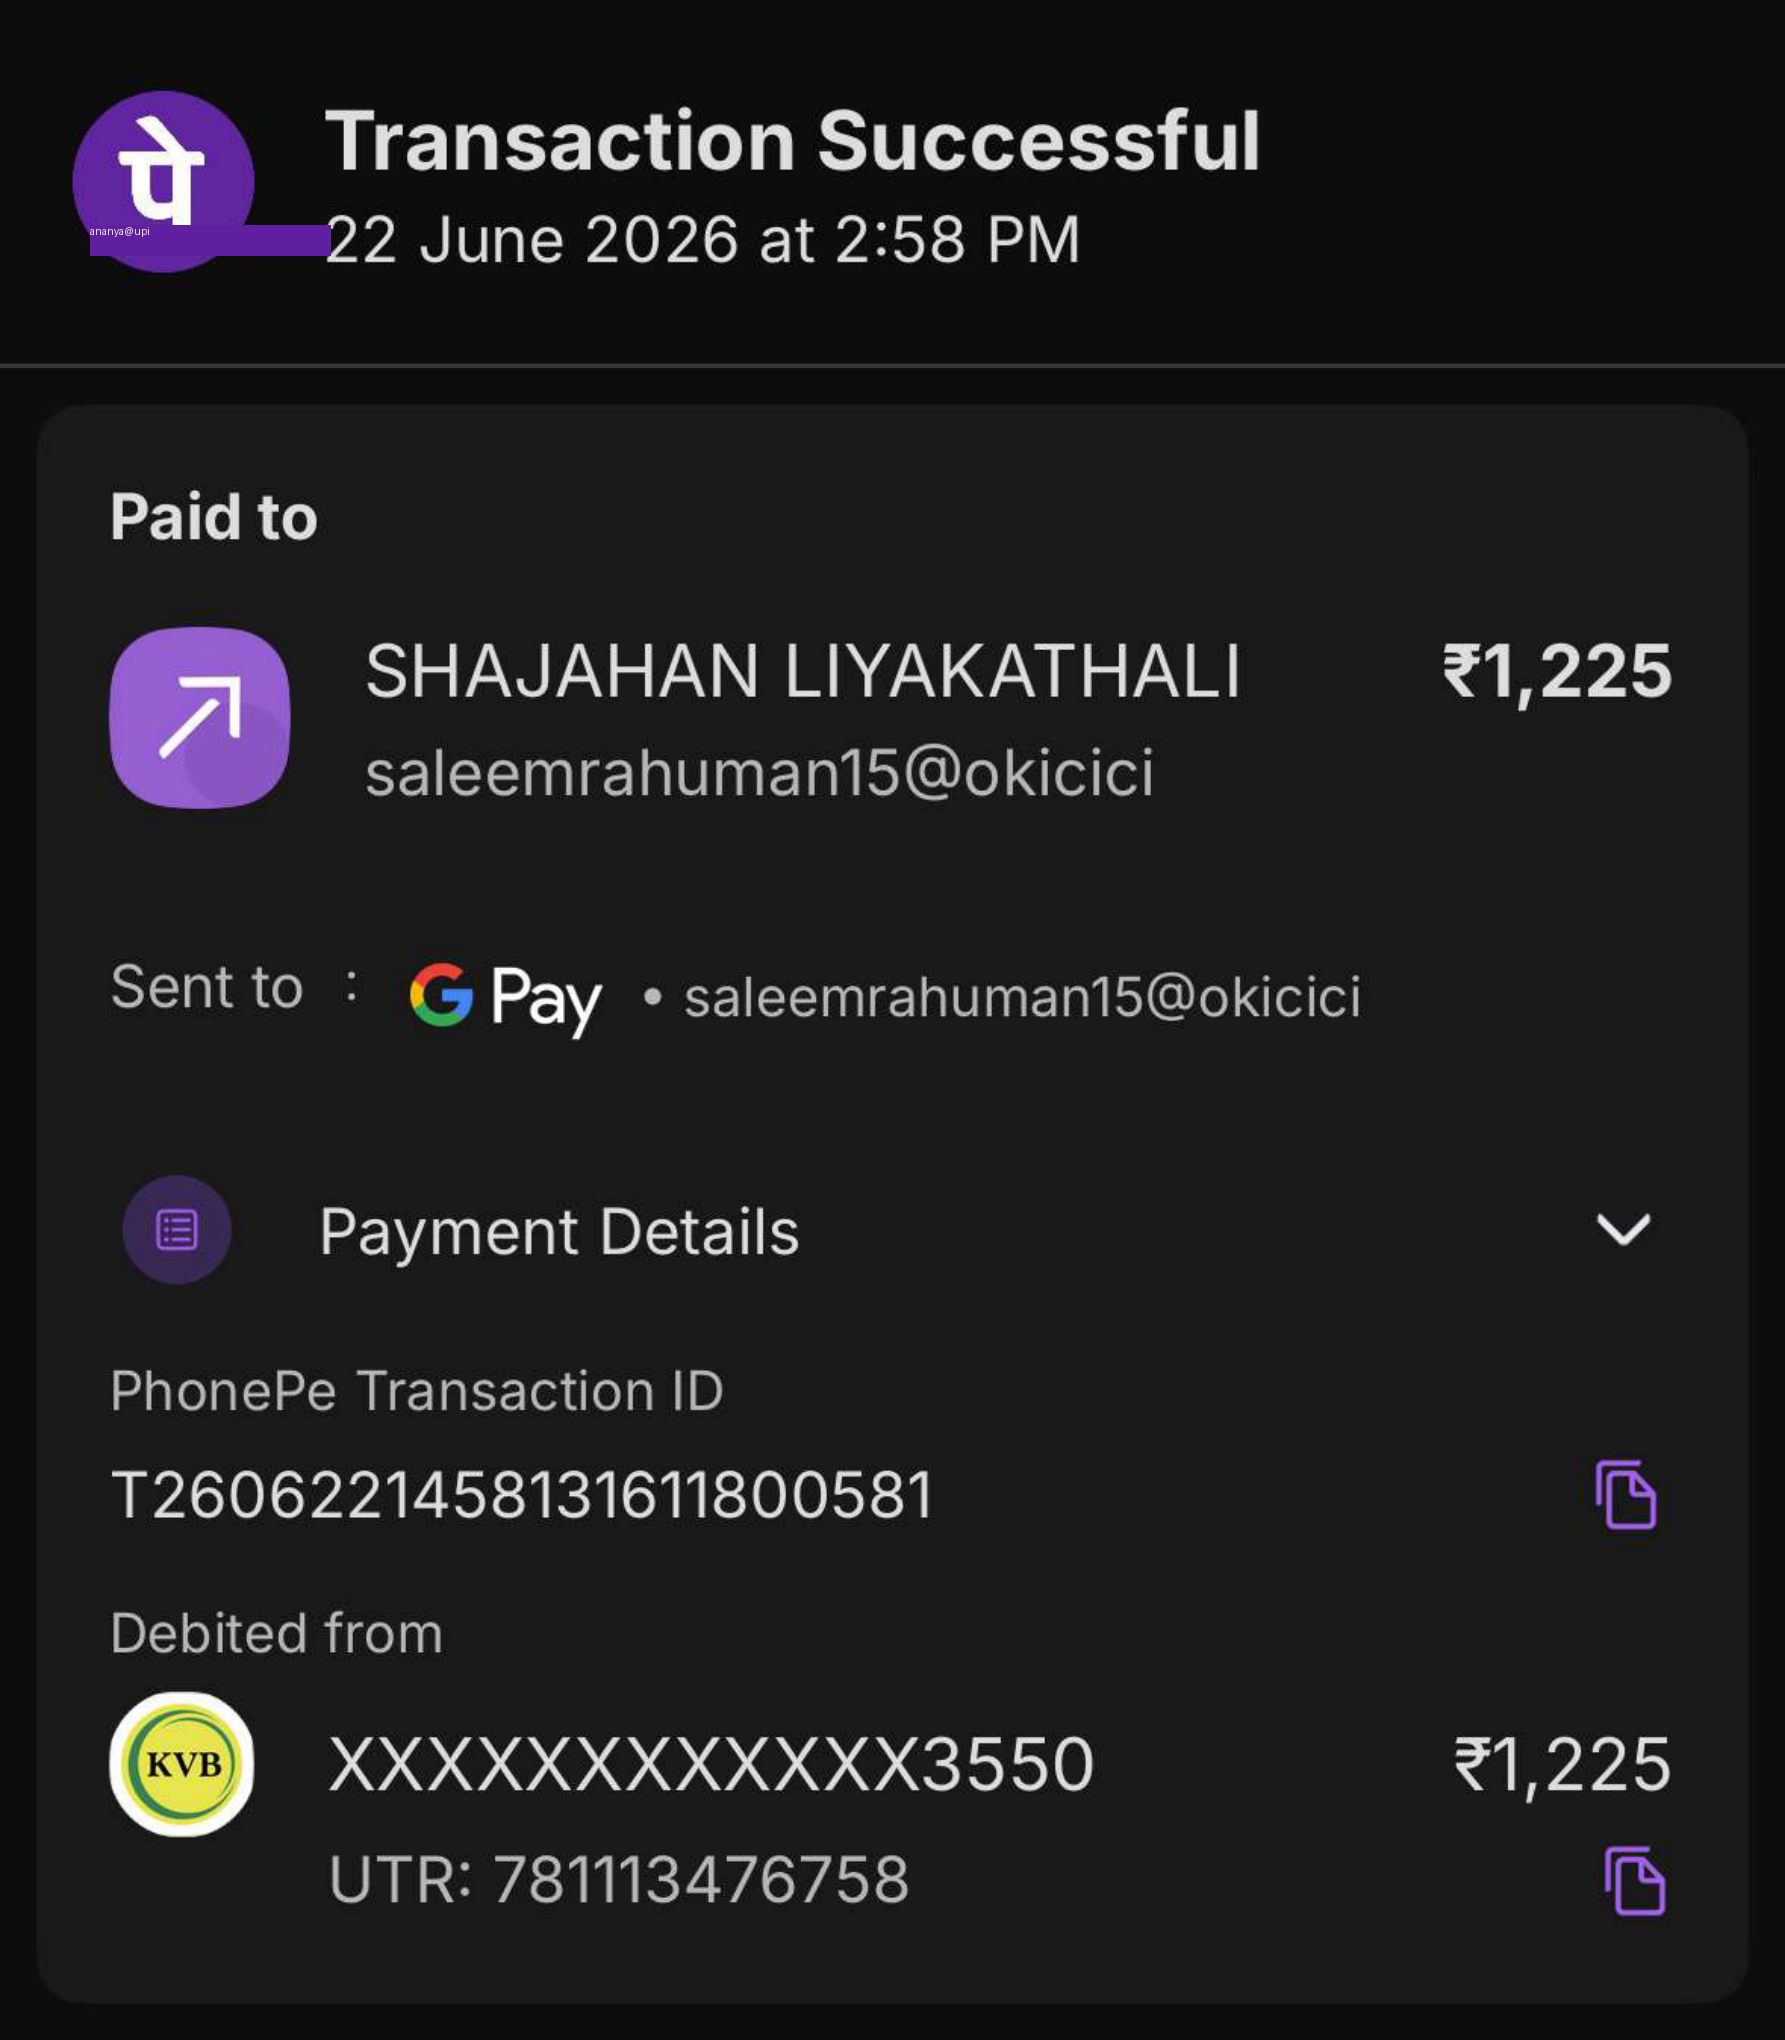 पे
Transaction Successful
ananya@upi
22 June 2026 at 2:58 PM
Paid to
SHAJAHAN LIYAKATHALI ₹1,225
saleemrahuman15@okicici
Sent to : G Pay • saleemrahuman15@okicici
Payment Details
PhonePe Transaction ID
T2606221458131611800581
Debited from
KVB XXXXXXXXXXXX3550 ₹1,225
UTR: 781113476758